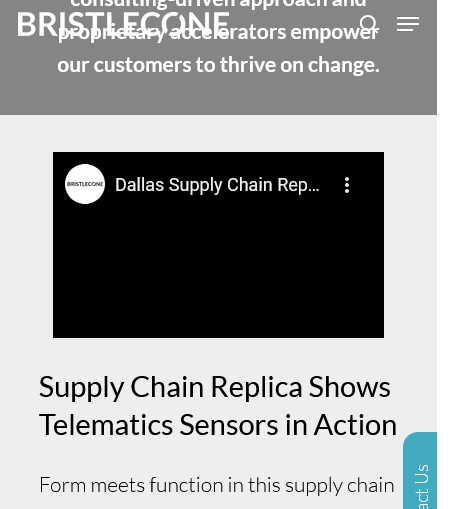 consulting-driven approach and
BRISTLECONE
proprietary accelerators empower
our customers to thrive on change.
BRISTLECONE
Dallas Supply Chain Rep...
Supply Chain Replica Shows
Telematics Sensors in Action
Form meets function in this supply chain
act Us